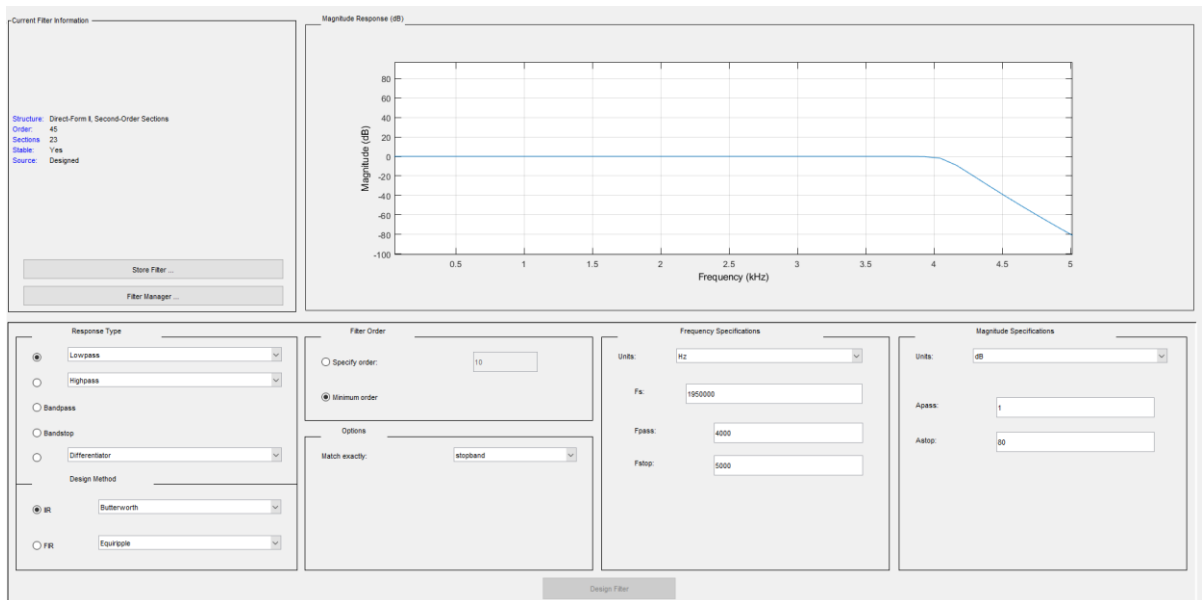 Current Filter Information
Structure: Direct-Form II, Second-Order Sections
Order: 45
Sections 23
Stable: Yes
Source: Designed
Store Filter ...
Filter Manager ...
Magnitude Response (dB)
Magnitude (dB)
80
60
40
20
0
-20
-40
-60
-80
-100
0.5
1
1.5
2
2.5
3
3.5
4
4.5
5
Frequency (kHz)
Response Type
Lowpass
Highpass
Bandpass
Bandstop
Differentiator
Design Method
IIR
Butterworth
FIR
Equiripple
Filter Order
Specify order:
10
Minimum order
Options
Match exactly:
stopband
Frequency Specifications
Units:
Hz
Fs:
1950000
Fpass:
4000
Fstop:
5000
Magnitude Specifications
Units:
dB
Apass:
1
Astop:
80
Design Filter